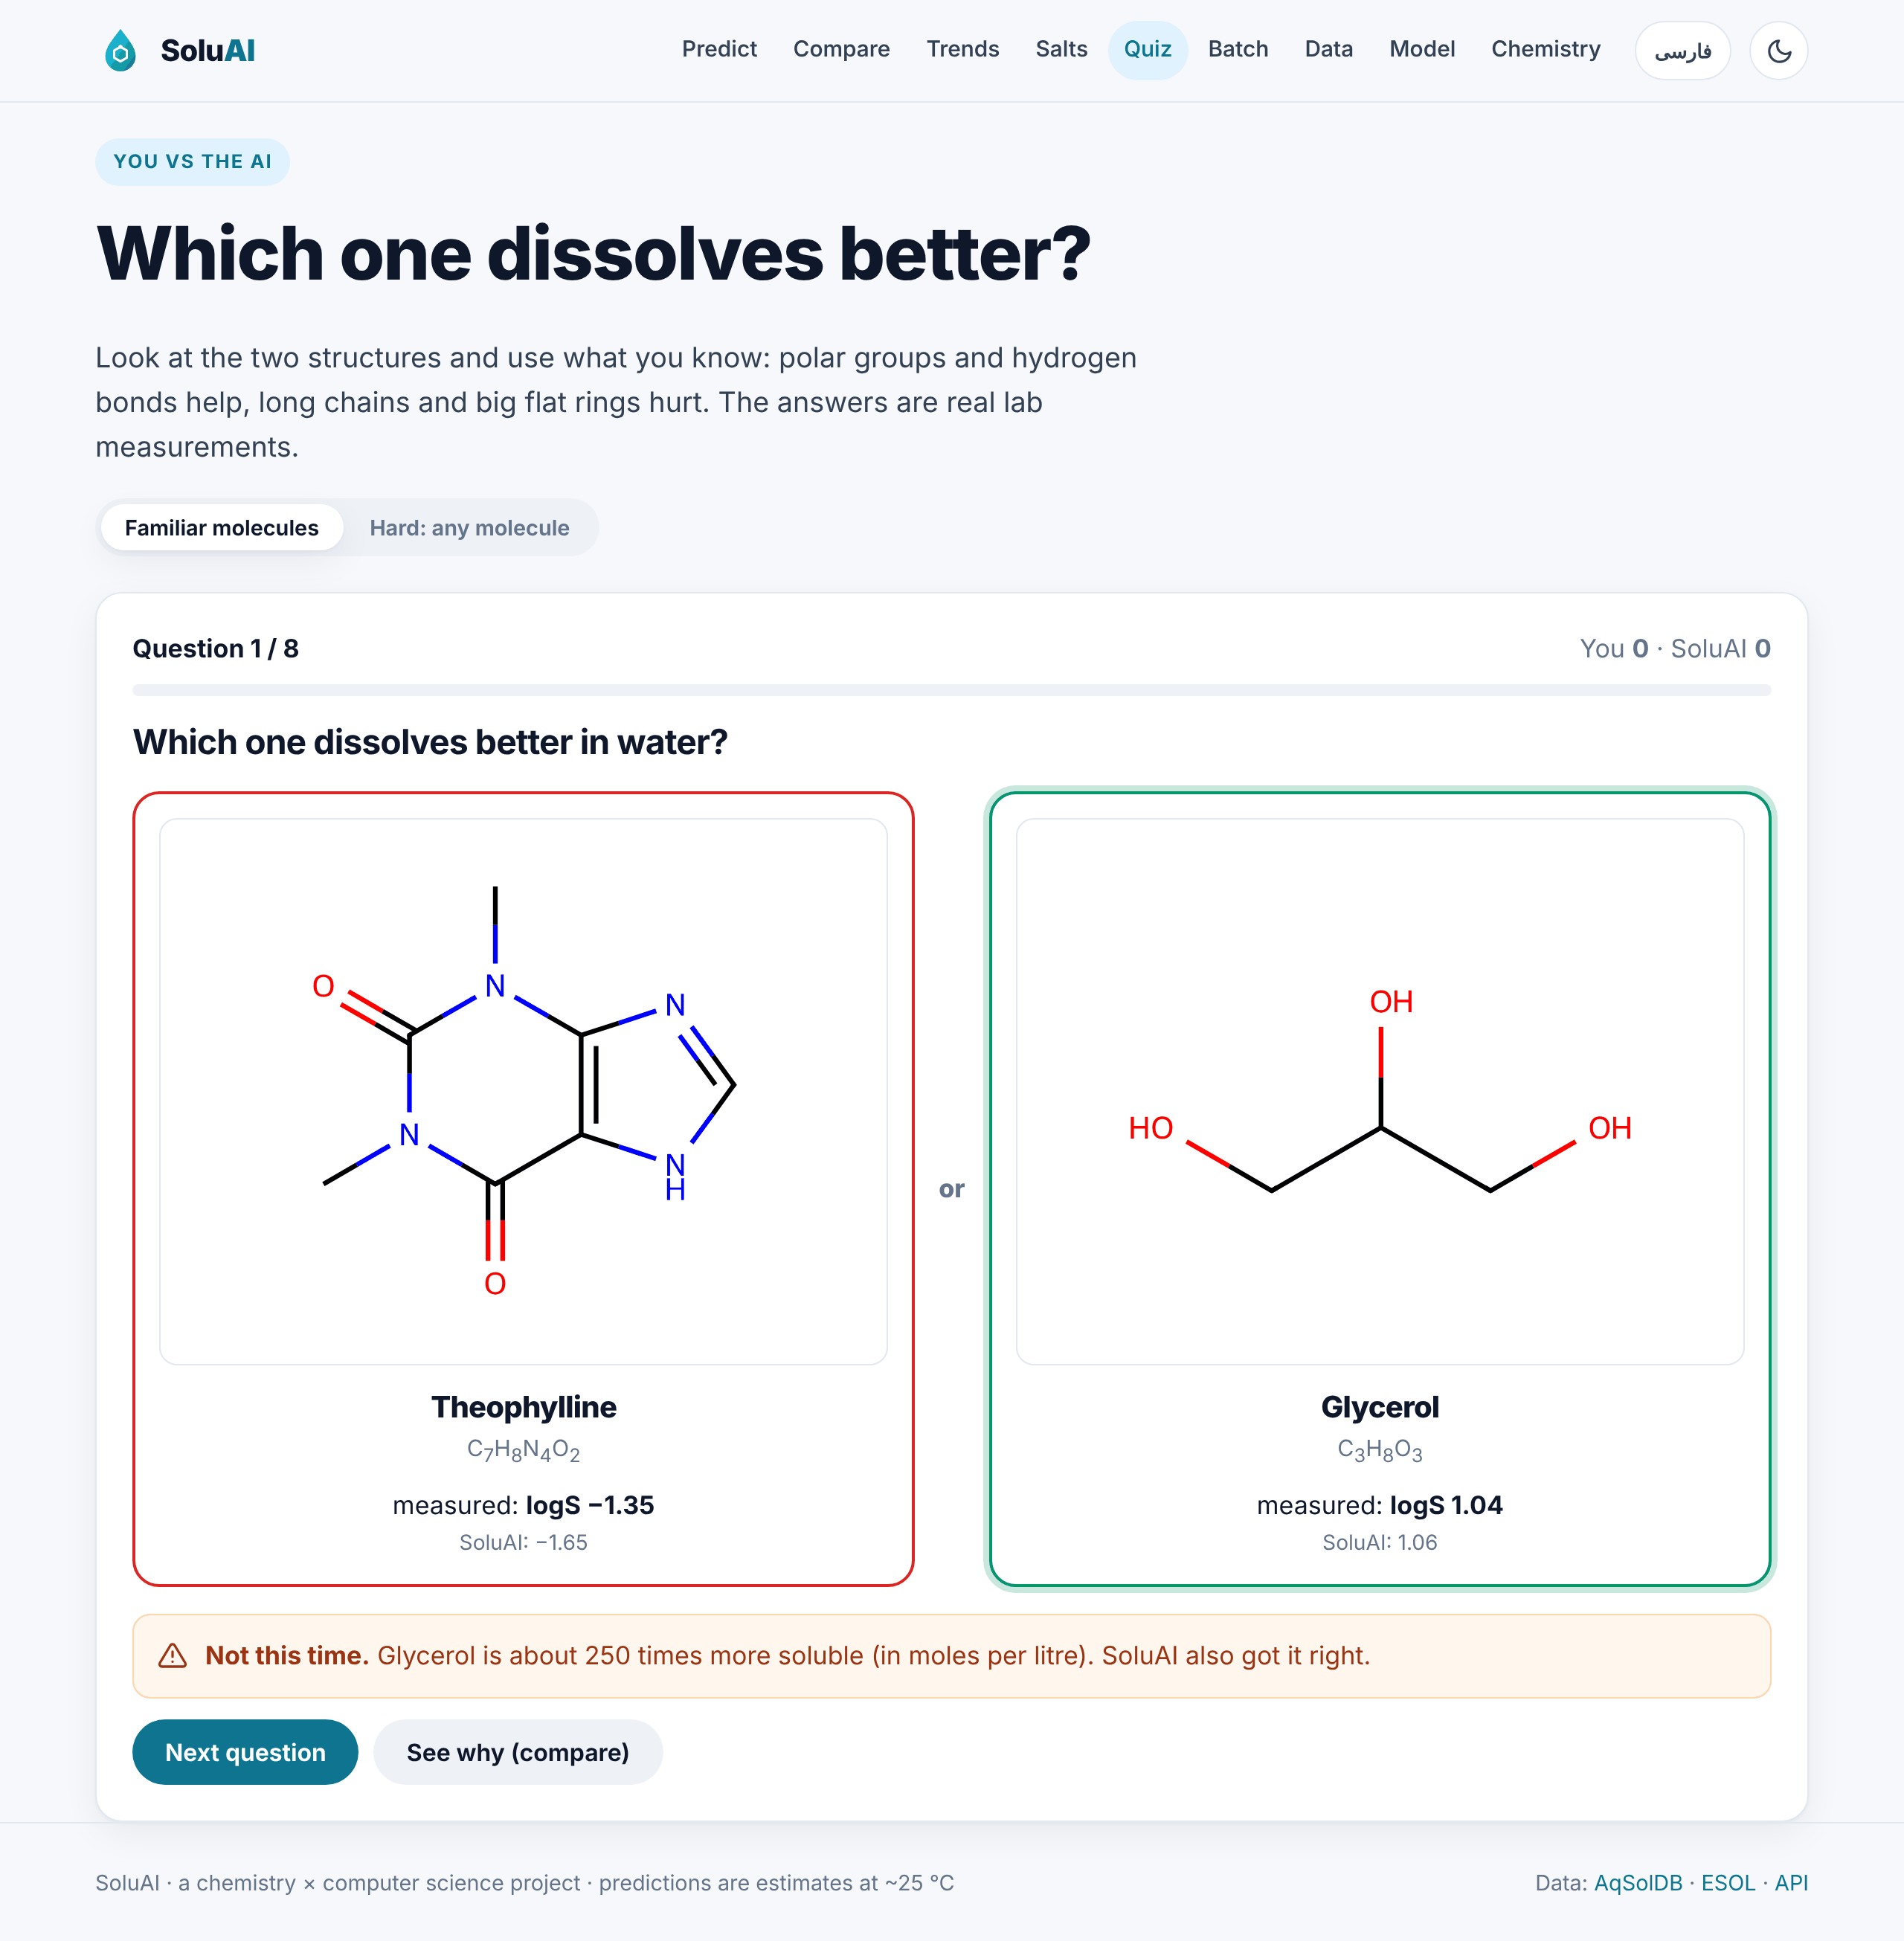 SoluAI
Predict Compare Trends Salts Quiz Batch Data Model Chemistry فارسی
YOU VS THE AI
Which one dissolves better?
Look at the two structures and use what you know: polar groups and hydrogen
bonds help, long chains and big flat rings hurt. The answers are real lab
measurements.
Familiar molecules Hard: any molecule
Question 1 / 8
You 0 · SoluAI 0
Which one dissolves better in water?
O
N
N
N
N
H
O
or
OH
HO
OH
Theophylline
C₇H₈N₄O₂
measured: logS −1.35
SoluAI: −1.65
Glycerol
C₃H₈O₃
measured: logS 1.04
SoluAI: 1.06
Not this time. Glycerol is about 250 times more soluble (in moles per litre). SoluAI also got it right.
Next question See why (compare)
SoluAI · a chemistry × computer science project · predictions are estimates at ~25 °C
Data: AqSolDB · ESOL · API